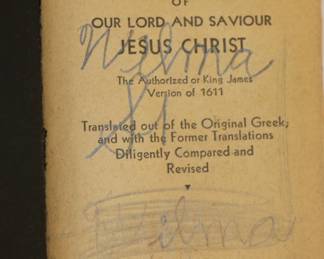 OF
OUR LORD AND SAVIOUR
Wilma
JESUS CHRIST
The Authorized or King James
Version of 1611
Translated out of the Original Greek;
and with the Former Translations
Diligently Compared and
Revised
Wilma